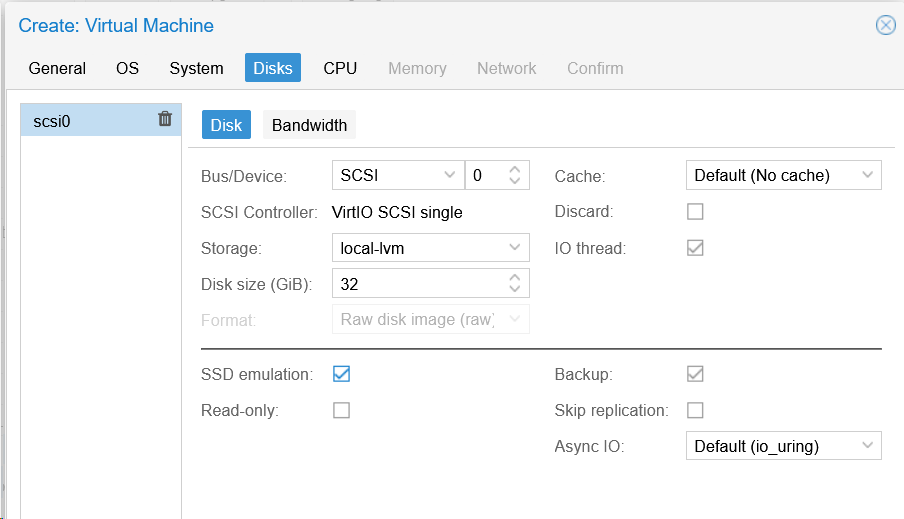 Create: Virtual Machine
General OS System Disks CPU Memory Network Confirm
scsi0
Disk Bandwidth
Bus/Device: SCSI 0 Cache: Default (No cache)
SCSI Controller: VirtIO SCSI single Discard:
Storage: local-lvm IO thread:
Disk size (GiB): 32
Format: Raw disk image (raw)
SSD emulation: Backup:
Read-only: Skip replication:
Async IO: Default (io_uring)